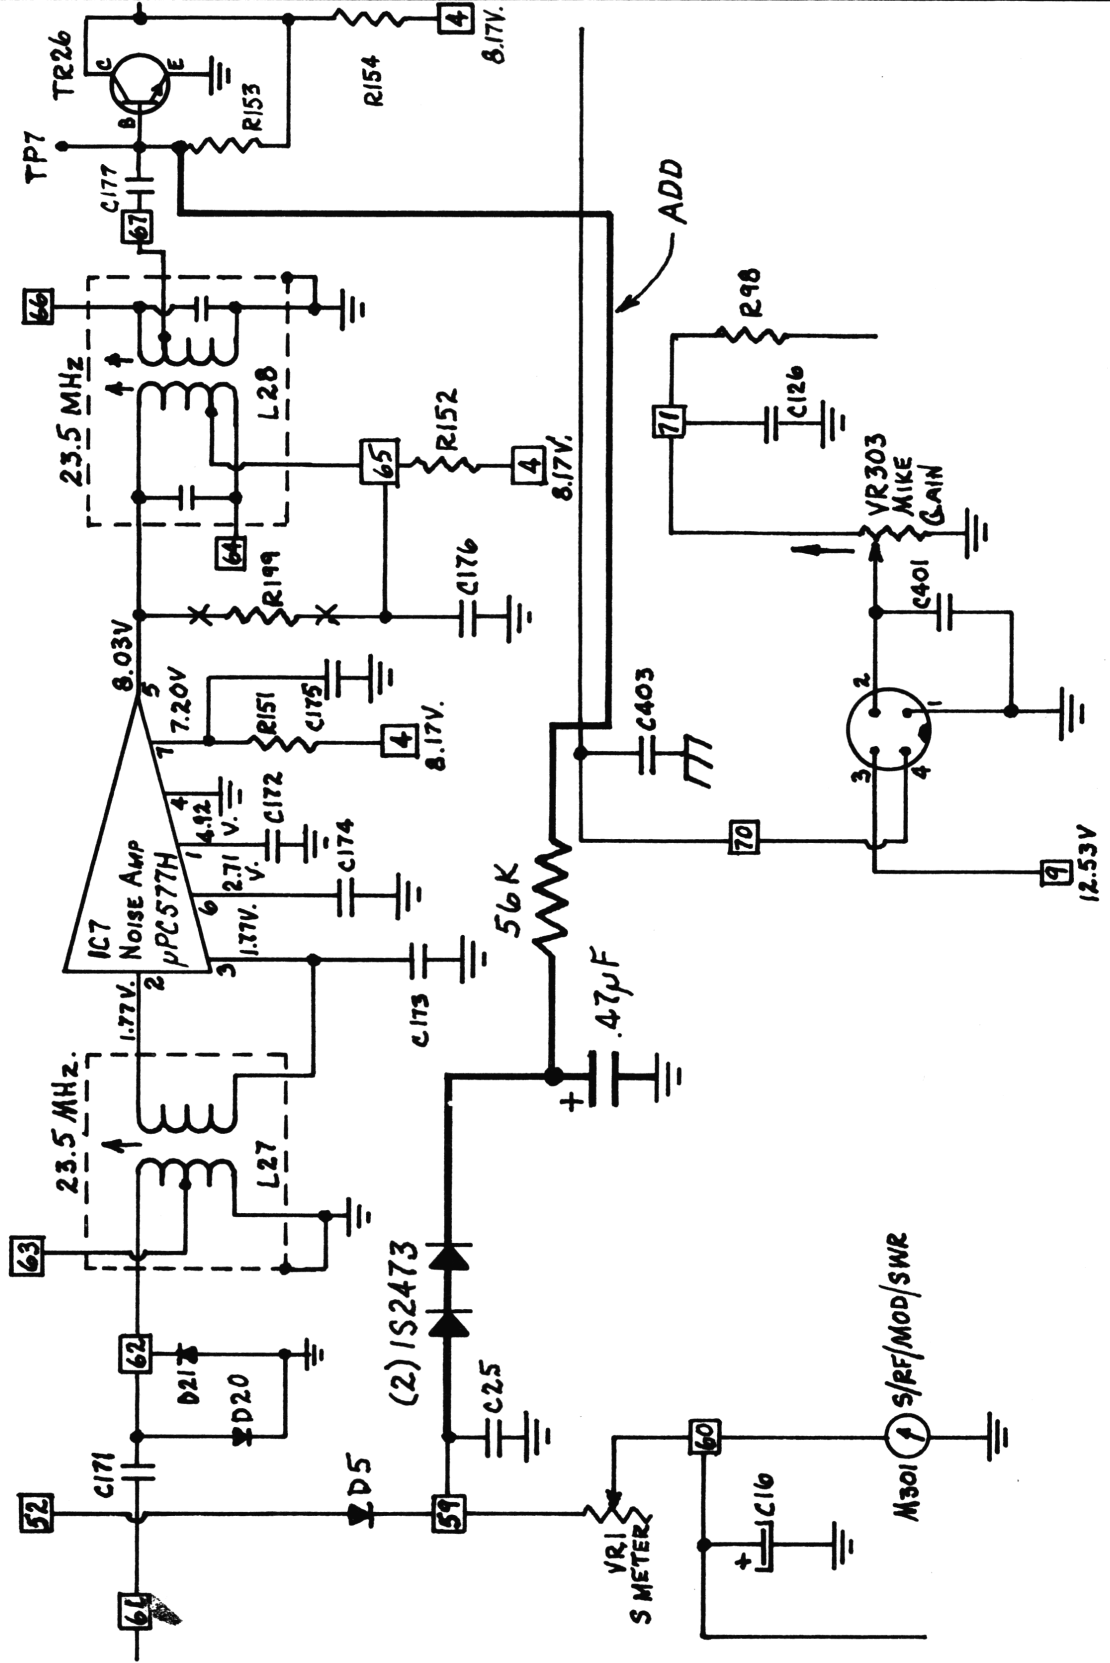 61
C171
52
D21
D20
62
63
23.5 MHz.
L27
1.77V.
2
IC7
NOISE AMP
µPC577H
3
1.77V.
6
2.71
V.
1
4.92
V.
4
7
7.20V
5
8.03V
C173
C174
C172
R151
C175
4
8.17V.
R199
C176
64
65
R152
4
8.17V.
23.5 MHz
L28
66
67
C177
TP7
TR26
B
C
E
R153
R154
4
8.17V.
D5
59
C25
(2) 1S2473
+
.47µF
56K
ADD
C403
70
3
2
4
1
9
12.53V
C401
VR303
MIKE
GAIN
71
C126
R98
VR1
S METER
60
+
C16
M301
S/RF/MOD/SWR